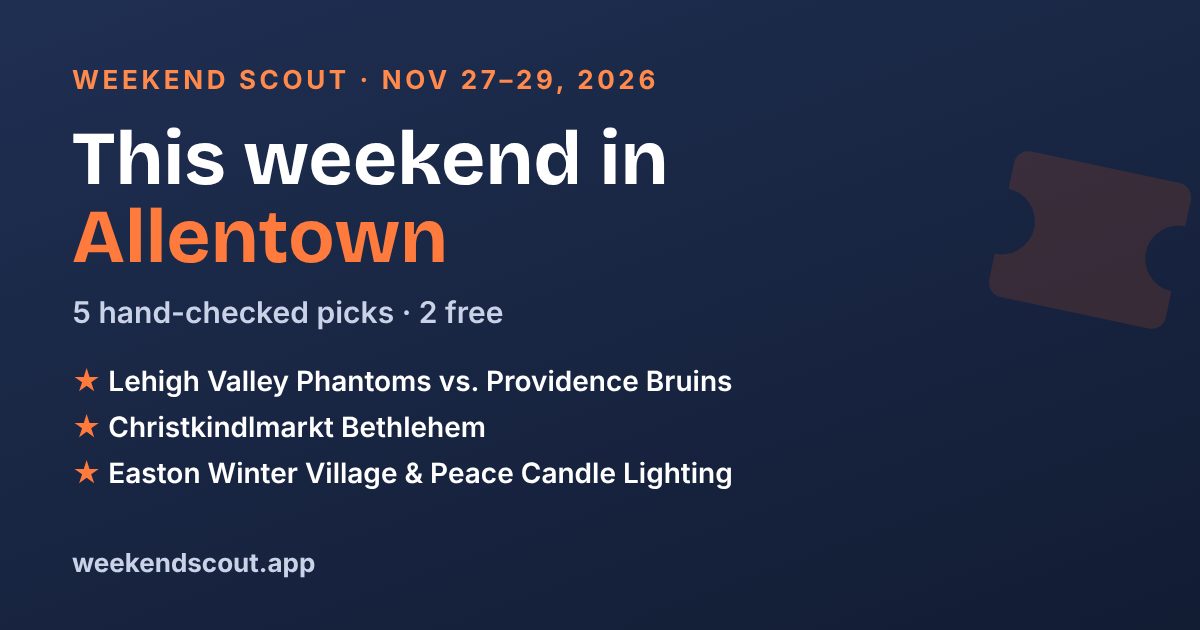 WEEKEND SCOUT · NOV 27–29, 2026
This weekend in
Allentown
5 hand-checked picks · 2 free
★ Lehigh Valley Phantoms vs. Providence Bruins
★ Christkindlmarkt Bethlehem
★ Easton Winter Village & Peace Candle Lighting
weekendscout.app